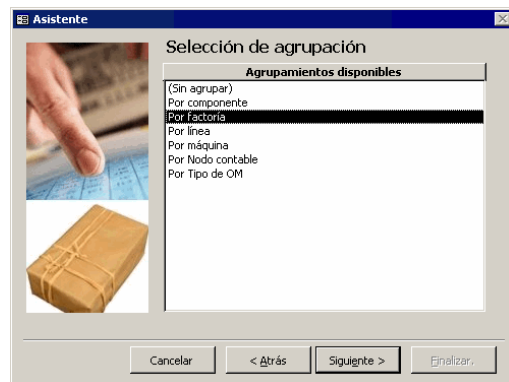 Asistente
Selección de agrupación
Agrupamientos disponibles
(Sin agrupar)
Por componente
Por factoría
Por línea
Por máquina
Por Nodo contable
Por Tipo de OM
Cancelar
< Atrás
Siguiente >
Finalizar.